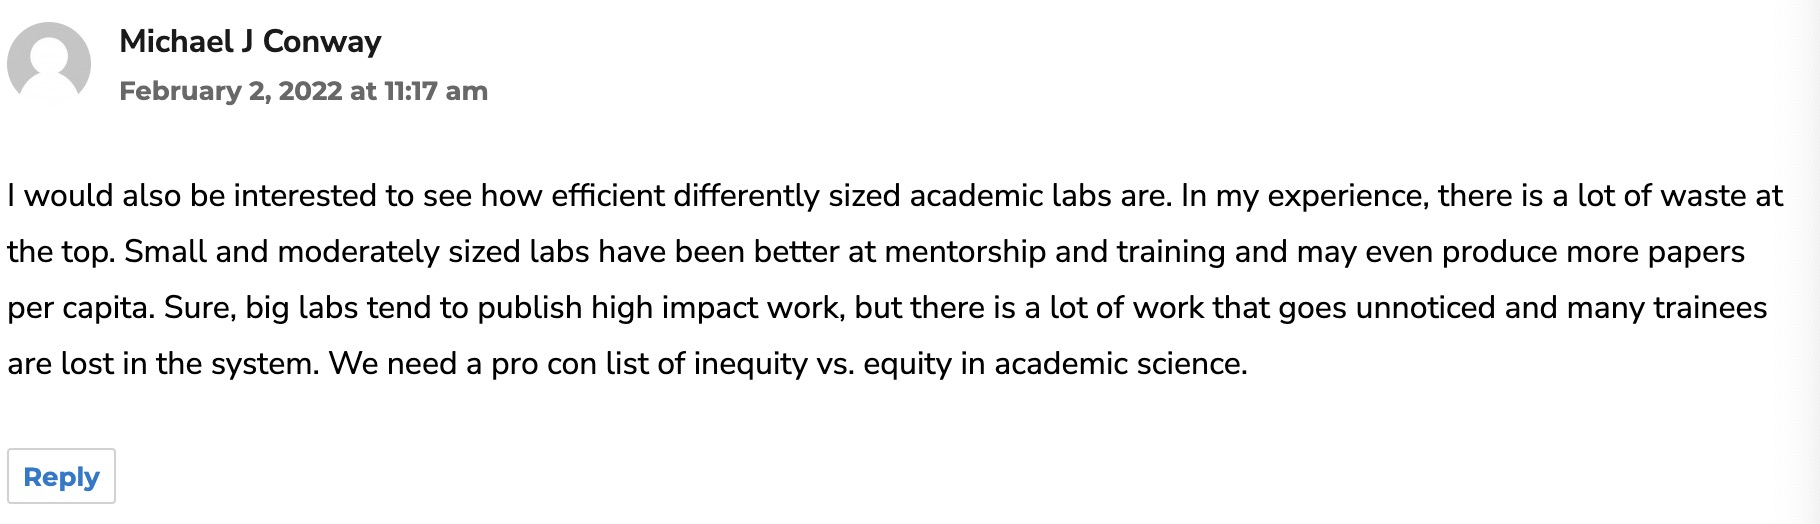 Michael J Conway
February 2, 2022 at 11:17 am
I would also be interested to see how efficient differently sized academic labs are. In my experience, there is a lot of waste at
the top. Small and moderately sized labs have been better at mentorship and training and may even produce more papers
per capita. Sure, big labs tend to publish high impact work, but there is a lot of work that goes unnoticed and many trainees
are lost in the system. We need a pro con list of inequity vs. equity in academic science.
Reply